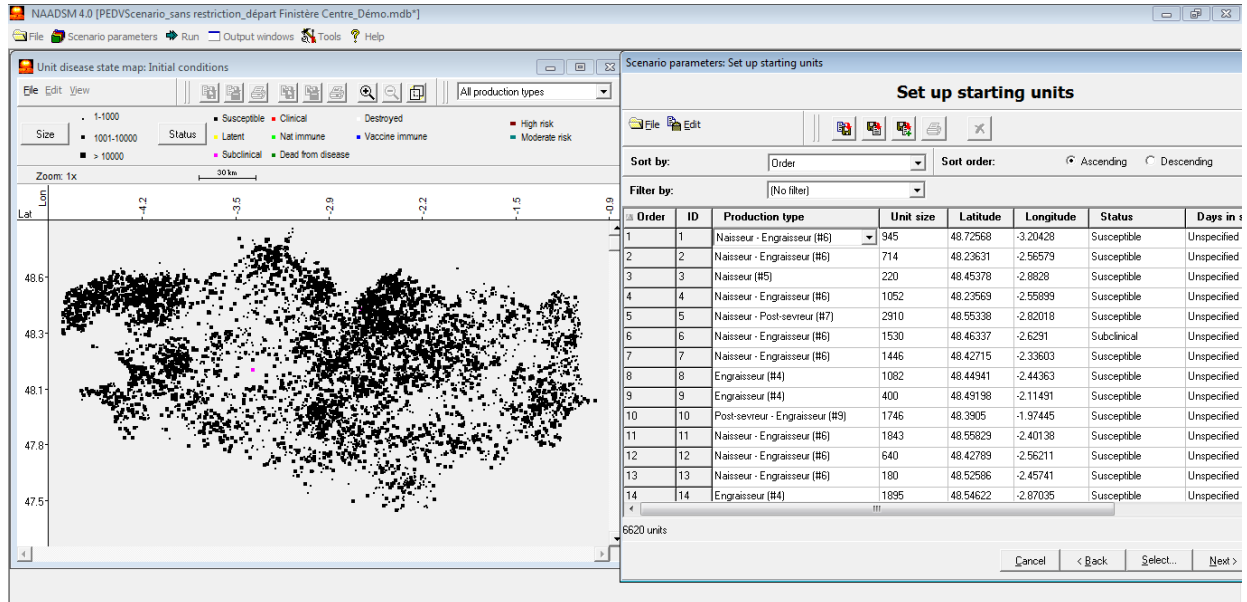 NAADSM 4.0 [PEDVScenario_sans restriction_départ Finistère Centre_Démo.mdb*]
File Scenario parameters Run Output windows Tools Help
Unit disease state map: Initial conditions
File Edit View All production types
1-1000 Susceptible Clinical Destroyed High risk
Size 1001-10000 Status Latent Nat immune Vaccine immune Moderate risk
> 10000 Subclinical Dead from disease
Zoom: 1x 30 km
Lat Lon -4.2 -3.5 -2.9 -2.2 -1.5 -0.9
48.6
48.3
48.1
47.8
47.5
Scenario parameters: Set up starting units
Set up starting units
File Edit
Sort by: Order Sort order: Ascending Descending
Filter by: (No filter)
Order ID Production type Unit size Latitude Longitude Status Days in s
1 1 Naisseur - Engraisseur (#6) 945 48.72568 -3.20428 Susceptible Unspecified
2 2 Naisseur - Engraisseur (#6) 714 48.23631 -2.56579 Susceptible Unspecified
3 3 Naisseur (#5) 220 48.45378 -2.8828 Susceptible Unspecified
4 4 Naisseur - Engraisseur (#6) 1052 48.23569 -2.55899 Susceptible Unspecified
5 5 Naisseur - Post-sevreur (#7) 2910 48.55338 -2.82018 Susceptible Unspecified
6 6 Naisseur - Engraisseur (#6) 1530 48.46337 -2.6291 Subclinical Unspecified
7 7 Naisseur - Engraisseur (#6) 1446 48.42715 -2.33603 Susceptible Unspecified
8 8 Engraisseur (#4) 1082 48.44941 -2.44363 Susceptible Unspecified
9 9 Engraisseur (#4) 400 48.49198 -2.11491 Susceptible Unspecified
10 10 Post-sevreur - Engraisseur (#9) 1746 48.3905 -1.97445 Susceptible Unspecified
11 11 Naisseur - Engraisseur (#6) 1843 48.55829 -2.40138 Susceptible Unspecified
12 12 Naisseur - Engraisseur (#6) 640 48.42789 -2.56211 Susceptible Unspecified
13 13 Naisseur - Engraisseur (#6) 180 48.52586 -2.45741 Susceptible Unspecified
14 14 Engraisseur (#4) 1895 48.54622 -2.87035 Susceptible Unspecified
6620 units
Cancel < Back Select... Next >